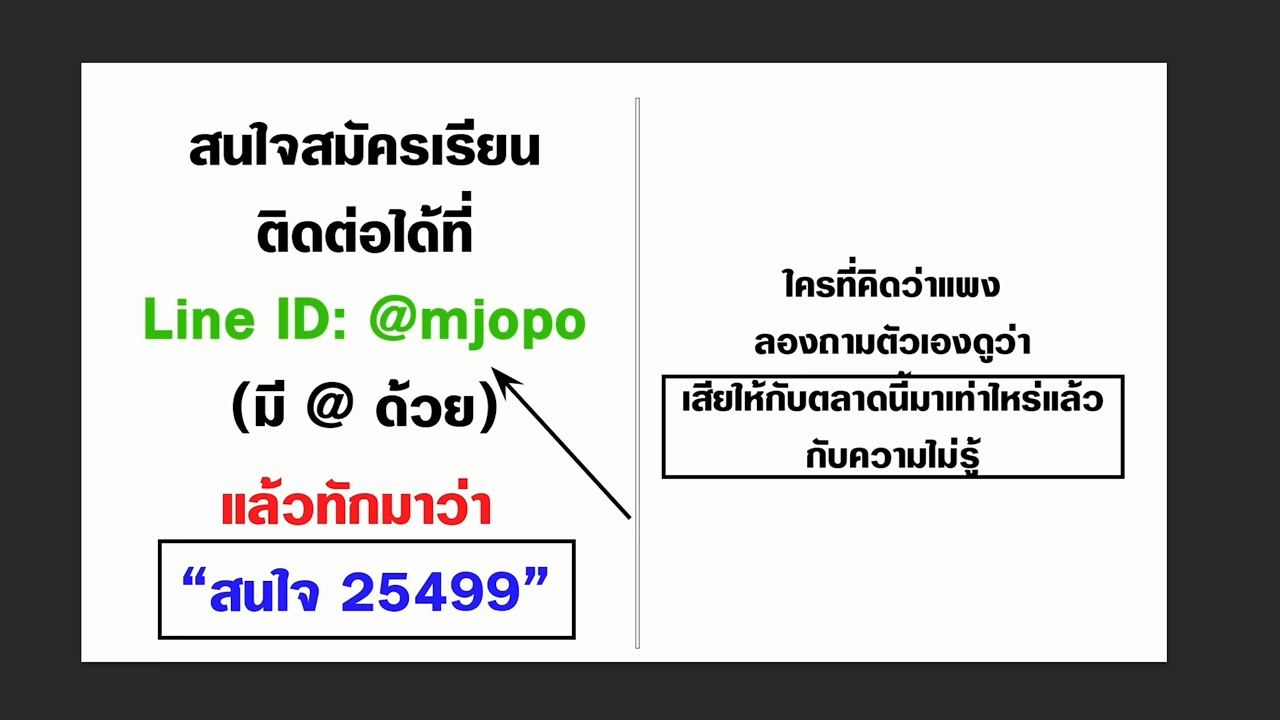 สนใจสมัครเรียน
ติดต่อได้ที่
Line ID: @mjopo
(มี @ ด้วย)
แล้วทักมาว่า
“สนใจ 25499”
ใครที่คิดว่าแพง
ลองถามตัวเองดูว่า
เสียให้กับตลาดนี้มาเท่าไหร่แล้ว
กับความไม่รู้